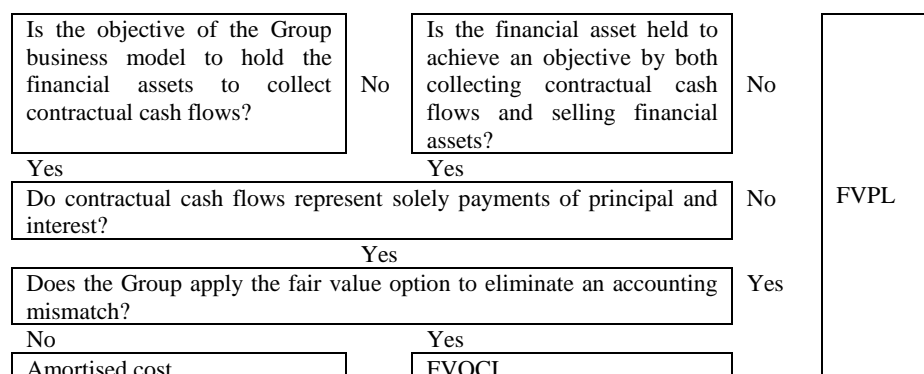 Is the objective of the Group
business model to hold the
financial assets to collect
contractual cash flows?
No
Is the financial asset held to
achieve an objective by both
collecting contractual cash
flows and selling financial
assets?
No
Yes
Yes
Do contractual cash flows represent solely payments of principal and
interest?
No
FVPL
Yes
Does the Group apply the fair value option to eliminate an accounting
mismatch?
Yes
No
Yes
Amortised cost
FVOCI